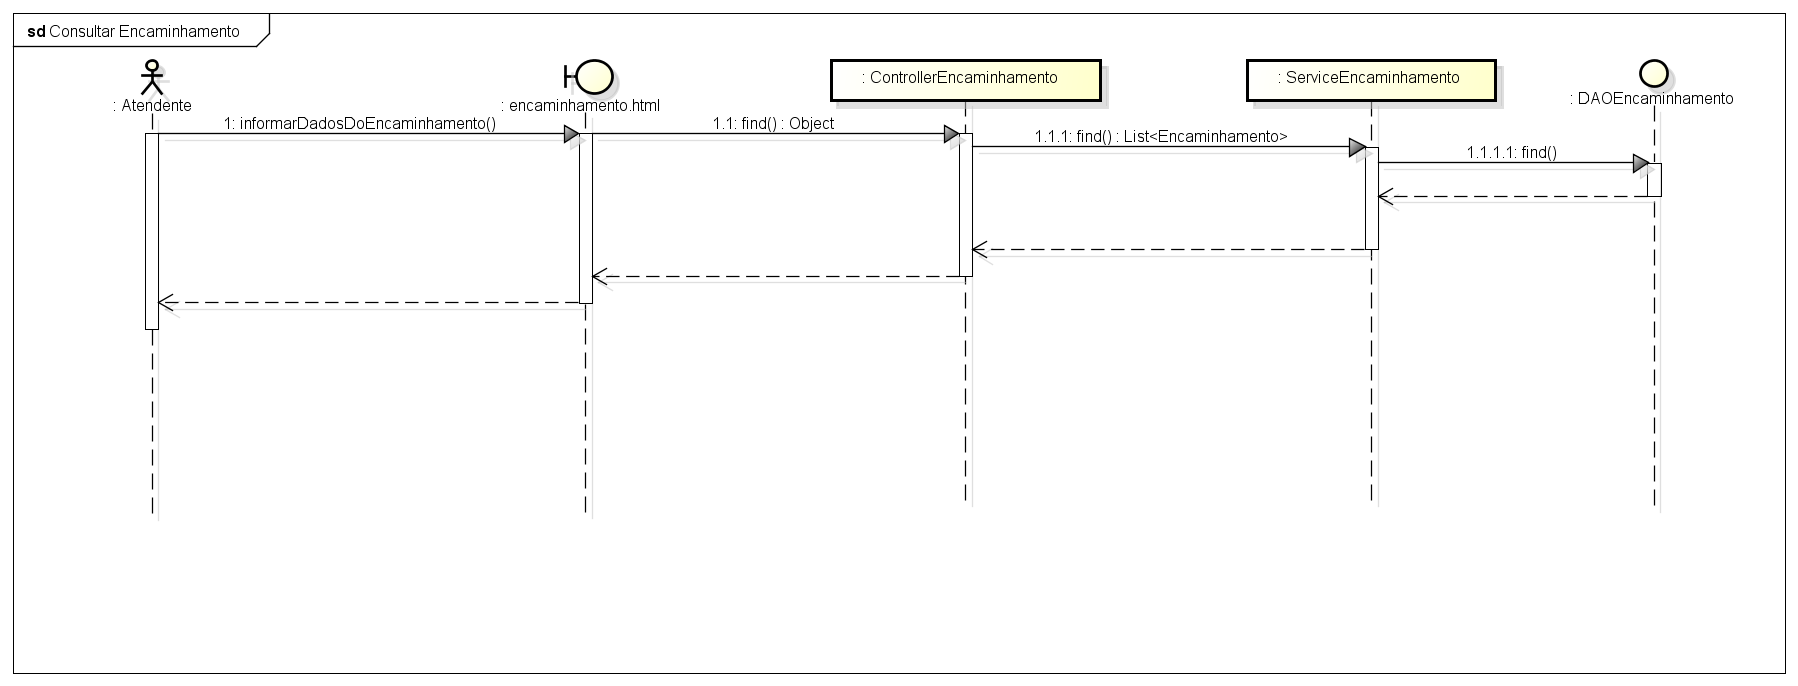 sd Consultar Encaminhamento
: Atendente
: encaminhamento.html
: ControllerEncaminhamento
: ServiceEncaminhamento
: DAOEncaminhamento
1: informarDadosDoEncaminhamento()
1.1: find() : Object
1.1.1: find() : List<Encaminhamento>
1.1.1.1: find()